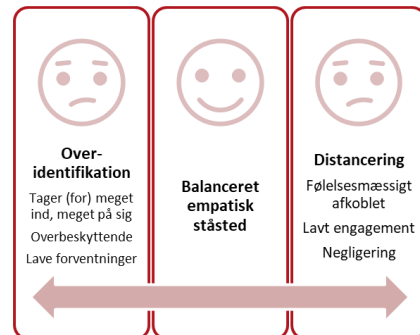 Over-
identifikation
Tager (for) meget
ind, meget på sig
Overbeskyttende
Lave forventninger
Balanceret
empatisk
ståsted
Distancering
Følelsesmæssigt
afkoblet
Lavt engagement
Negligering